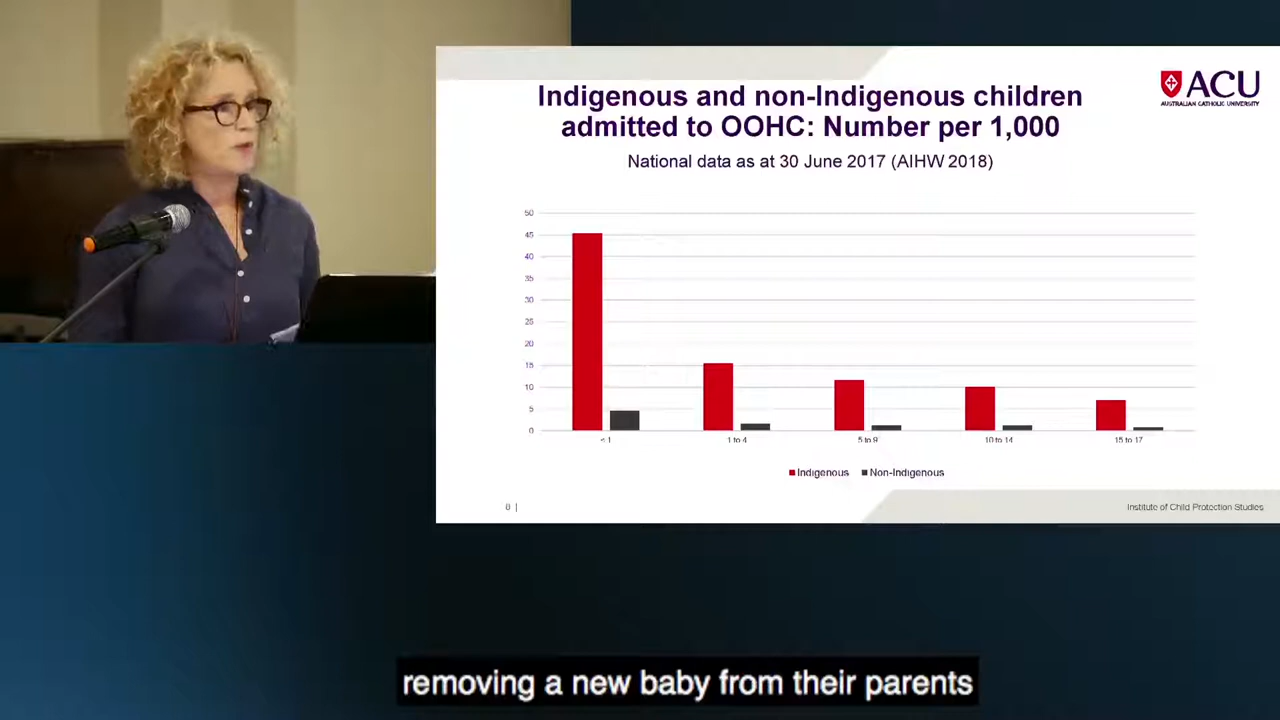 ACU
AUSTRALIAN CATHOLIC UNIVERSITY
Indigenous and non-Indigenous children
admitted to OOHC: Number per 1,000
National data as at 30 June 2017 (AIHW 2018)
50
45
40
35
30
25
20
15
10
5
0
< 1
1 to 4
5 to 9
10 to 14
15 to 17
Indigenous
Non-Indigenous
8 |
Institute of Child Protection Studies
removing a new baby from their parents